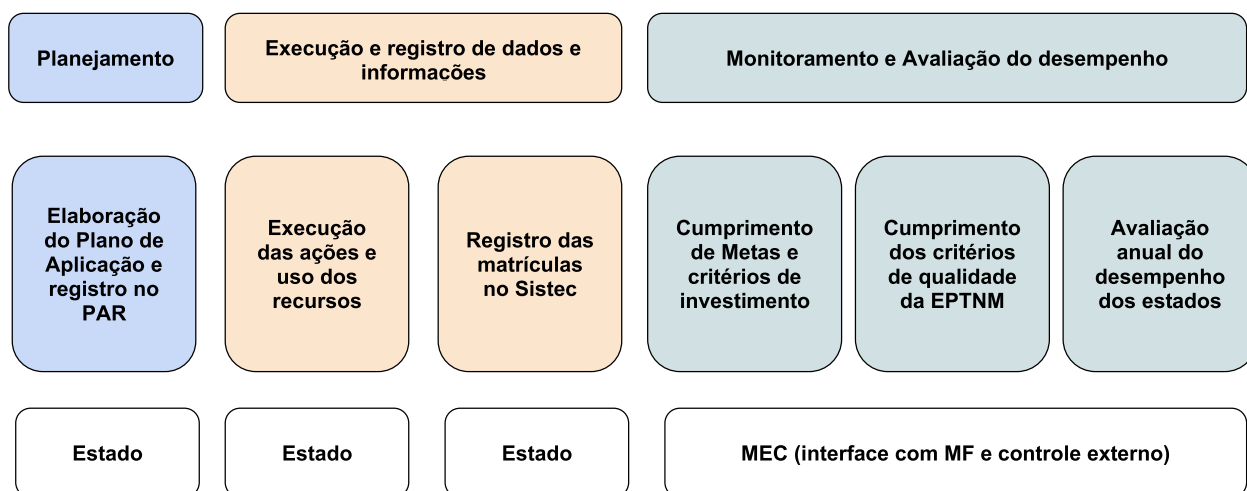 Planejamento
Execução e registro de dados e
informacões
Monitoramento e Avaliação do desempenho
Elaboração
do Plano de
Aplicação e
registro no
PAR
Execução
das ações e
uso dos
recursos
Registro das
matrículas
no Sistec
Cumprimento
de Metas e
critérios de
investimento
Cumprimento
dos critérios
de qualidade
da EPTNM
Avaliação
anual do
desempenho
dos estados
Estado
Estado
Estado
MEC (interface com MF e controle externo)